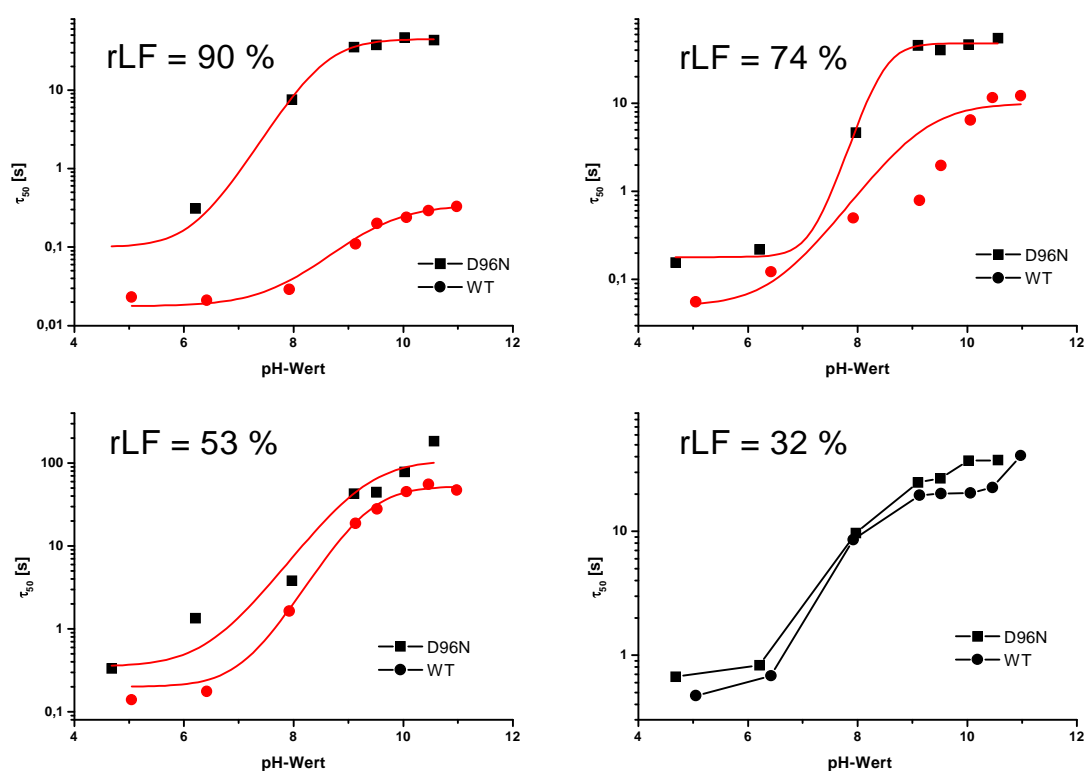 rLF = 90 %
τ50 [s]
10
1
0,1
0,01
4 6 8 10 12
pH-Wert
D96N
WT
rLF = 74 %
τ50 [s]
10
1
0,1
4 6 8 10 12
pH-Wert
D96N
WT
rLF = 53 %
τ50 [s]
100
10
1
0,1
4 6 8 10 12
pH-Wert
D96N
WT
rLF = 32 %
τ50 [s]
10
1
4 6 8 10 12
pH-Wert
D96N
WT